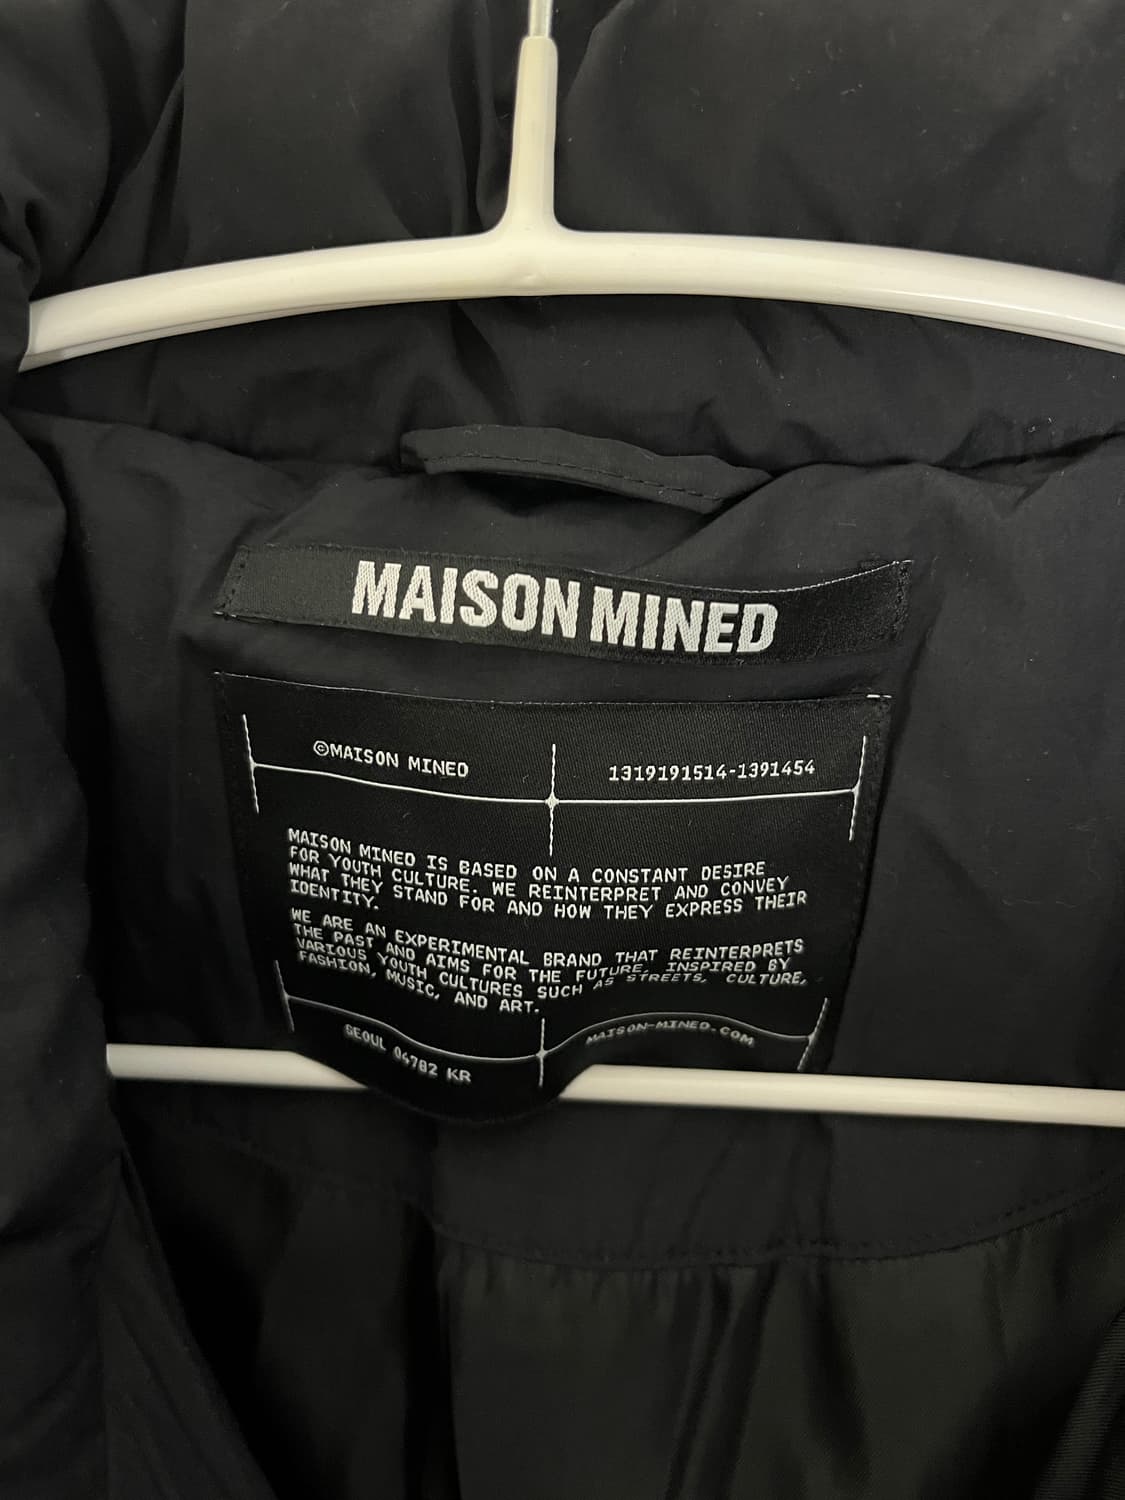 MAISON MINED
©MAISON MINED
1319191514-1391454
MAISON MINED IS BASED ON A CONSTANT DESIRE
FOR YOUTH CULTURE. WE REINTERPRET AND CONVEY
WHAT THEY STAND FOR AND HOW THEY EXPRESS THEIR
IDENTITY.
WE ARE AN EXPERIMENTAL BRAND THAT REINTERPRETS
THE PAST AND AIMS FOR THE FUTURE. INSPIRED BY
VARIOUS YOUTH CULTURES SUCH AS STREETS, CULTURE,
FASHION, MUSIC, AND ART.
SEOUL 04782 KR
MAISON-MINED.COM